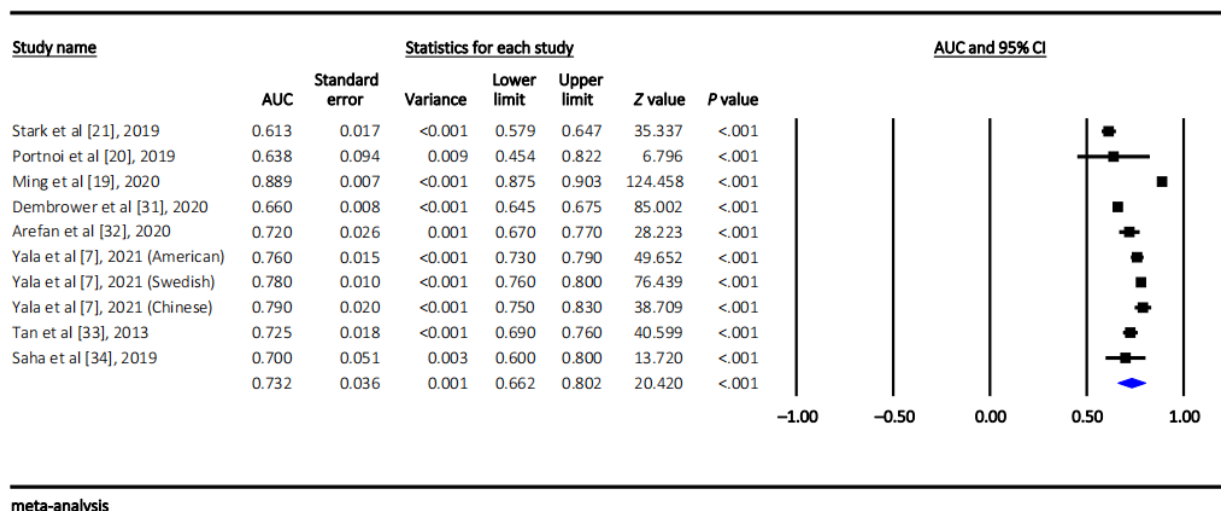 Study name Statistics for each study AUC and 95% CI
AUC Standard error Variance Lower limit Upper limit Z value P value
Stark et al [21], 2019 0.613 0.017 <0.001 0.579 0.647 35.337 <.001
Portnoi et al [20], 2019 0.638 0.094 0.009 0.454 0.822 6.796 <.001
Ming et al [19], 2020 0.889 0.007 <0.001 0.875 0.903 124.458 <.001
Dembrower et al [31], 2020 0.660 0.008 <0.001 0.645 0.675 85.002 <.001
Arefan et al [32], 2020 0.720 0.026 0.001 0.670 0.770 28.223 <.001
Yala et al [7], 2021 (American) 0.760 0.015 <0.001 0.730 0.790 49.652 <.001
Yala et al [7], 2021 (Swedish) 0.780 0.010 <0.001 0.760 0.800 76.439 <.001
Yala et al [7], 2021 (Chinese) 0.790 0.020 <0.001 0.750 0.830 38.709 <.001
Tan et al [33], 2013 0.725 0.018 <0.001 0.690 0.760 40.599 <.001
Saha et al [34], 2019 0.700 0.051 0.003 0.600 0.800 13.720 <.001
0.732 0.036 0.001 0.662 0.802 20.420 <.001
−1.00 −0.50 0.00 0.50 1.00
meta-analysis